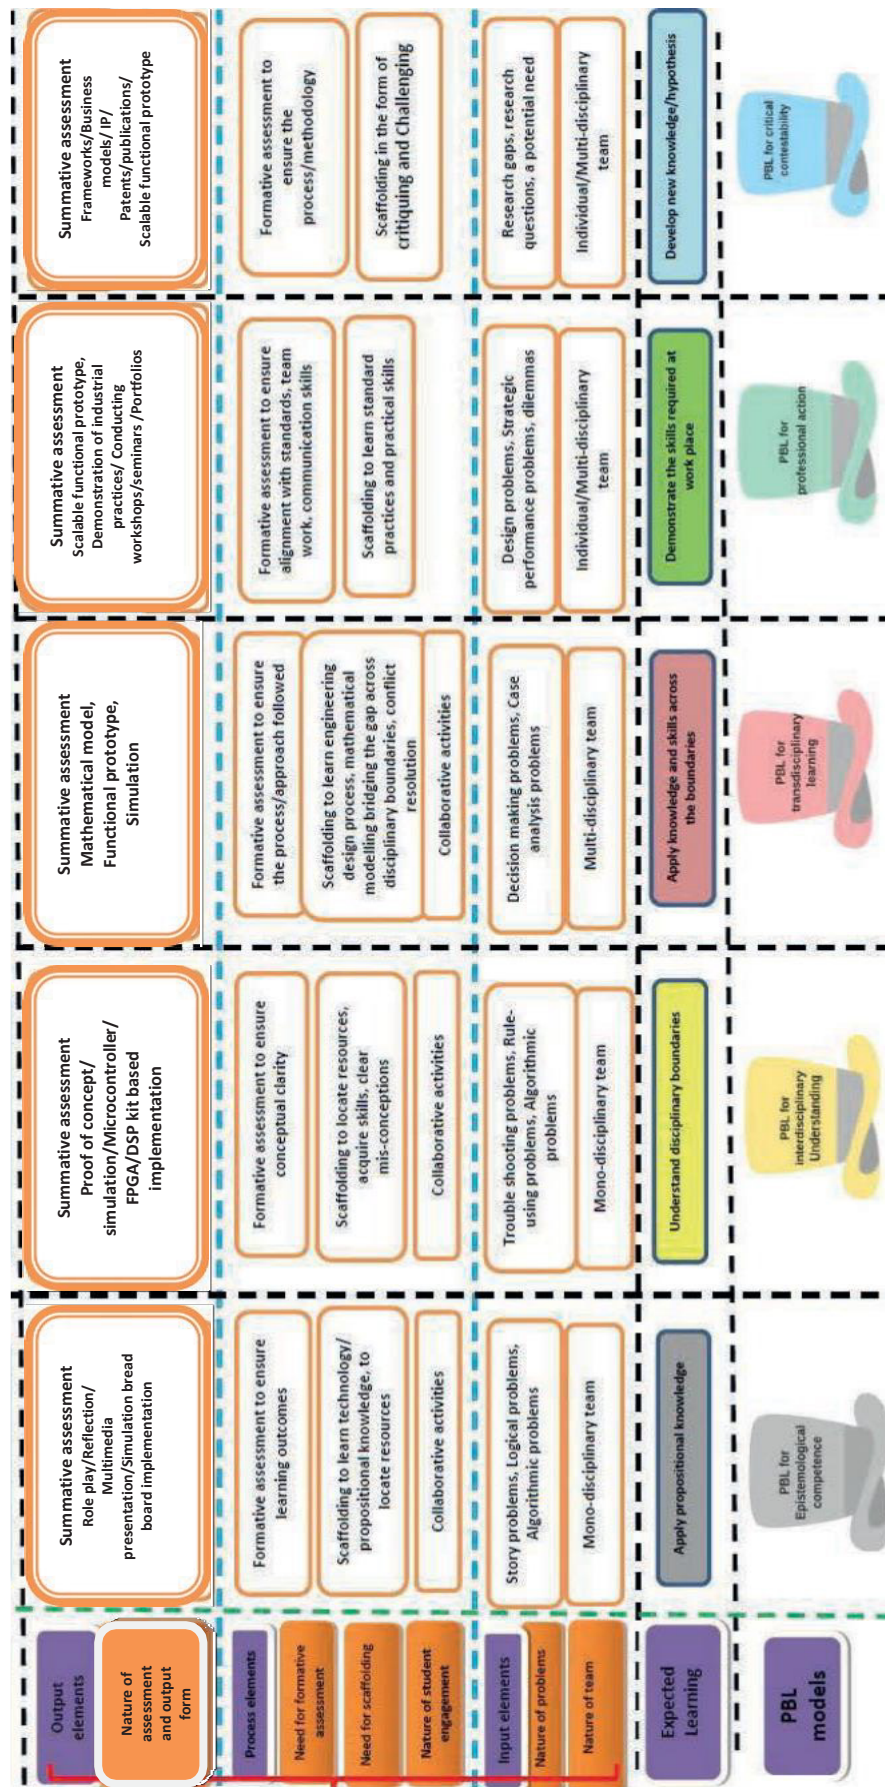 Output
elements
Nature of
assessment
and output
form
Summative assessment
Role play/Reflection/
Multimedia
presentation/Simulation bread
board implementation
Summative assessment
Proof of concept/
simulation/Microcontroller/
FPGA/DSP kit based
implementation
Summative assessment
Mathematical model,
Functional prototype,
Simulation
Summative assessment
Scalable functional prototype,
Demonstration of industrial
practices/ Conducting
workshops/seminars /Portfolios
Summative assessment
Frameworks/Business
models/ IP/
Patents/publications/
Scalable functional prototype
Process elements
Need for formative
assessment
Formative assessment to ensure
learning outcomes
Formative assessment to ensure
conceptual clarity
Formative assessment to ensure
the process/approach followed
Formative assessment to ensure
alignment with standards, team
work, communication skills
Formative assessment to
ensure the
process/methodology
Need for scaffolding
Scaffolding to learn technology/
propositional knowledge, to
locate resources
Scaffolding to locate resources,
acquire skills, clear
mis-conceptions
Scaffolding to learn engineering
design process, mathematical
modelling bridging the gap across
disciplinary boundaries, conflict
resolution
Scaffolding to learn standard
practices and practical skills
Scaffolding in the form of
critiquing and Challenging
Nature of student
engagement
Collaborative activities
Collaborative activities
Collaborative activities
Input elements
Nature of problems
Story problems, Logical problems,
Algorithmic problems
Trouble shooting problems, Rule-
using problems, Algorithmic
problems
Decision making problems, Case
analysis problems
Design problems, Strategic
performance problems, dilemmas
Research gaps, research
questions, a potential need
Nature of team
Mono-disciplinary team
Mono-disciplinary team
Multi-disciplinary team
Individual/Multi-disciplinary
team
Individual/Multi-disciplinary
team
Expected
Learning
Apply propositional knowledge
Understand disciplinary boundaries
Apply knowledge and skills across
the boundaries
Demonstrate the skills required at
work place
Develop new knowledge/hypothesis
PBL
models
PBL for
Epistemological
competence
PBL for
interdisciplinary
Understanding
PBL for
transdisciplinary
learning
PBL for
professional action
PBL for critical
contestability